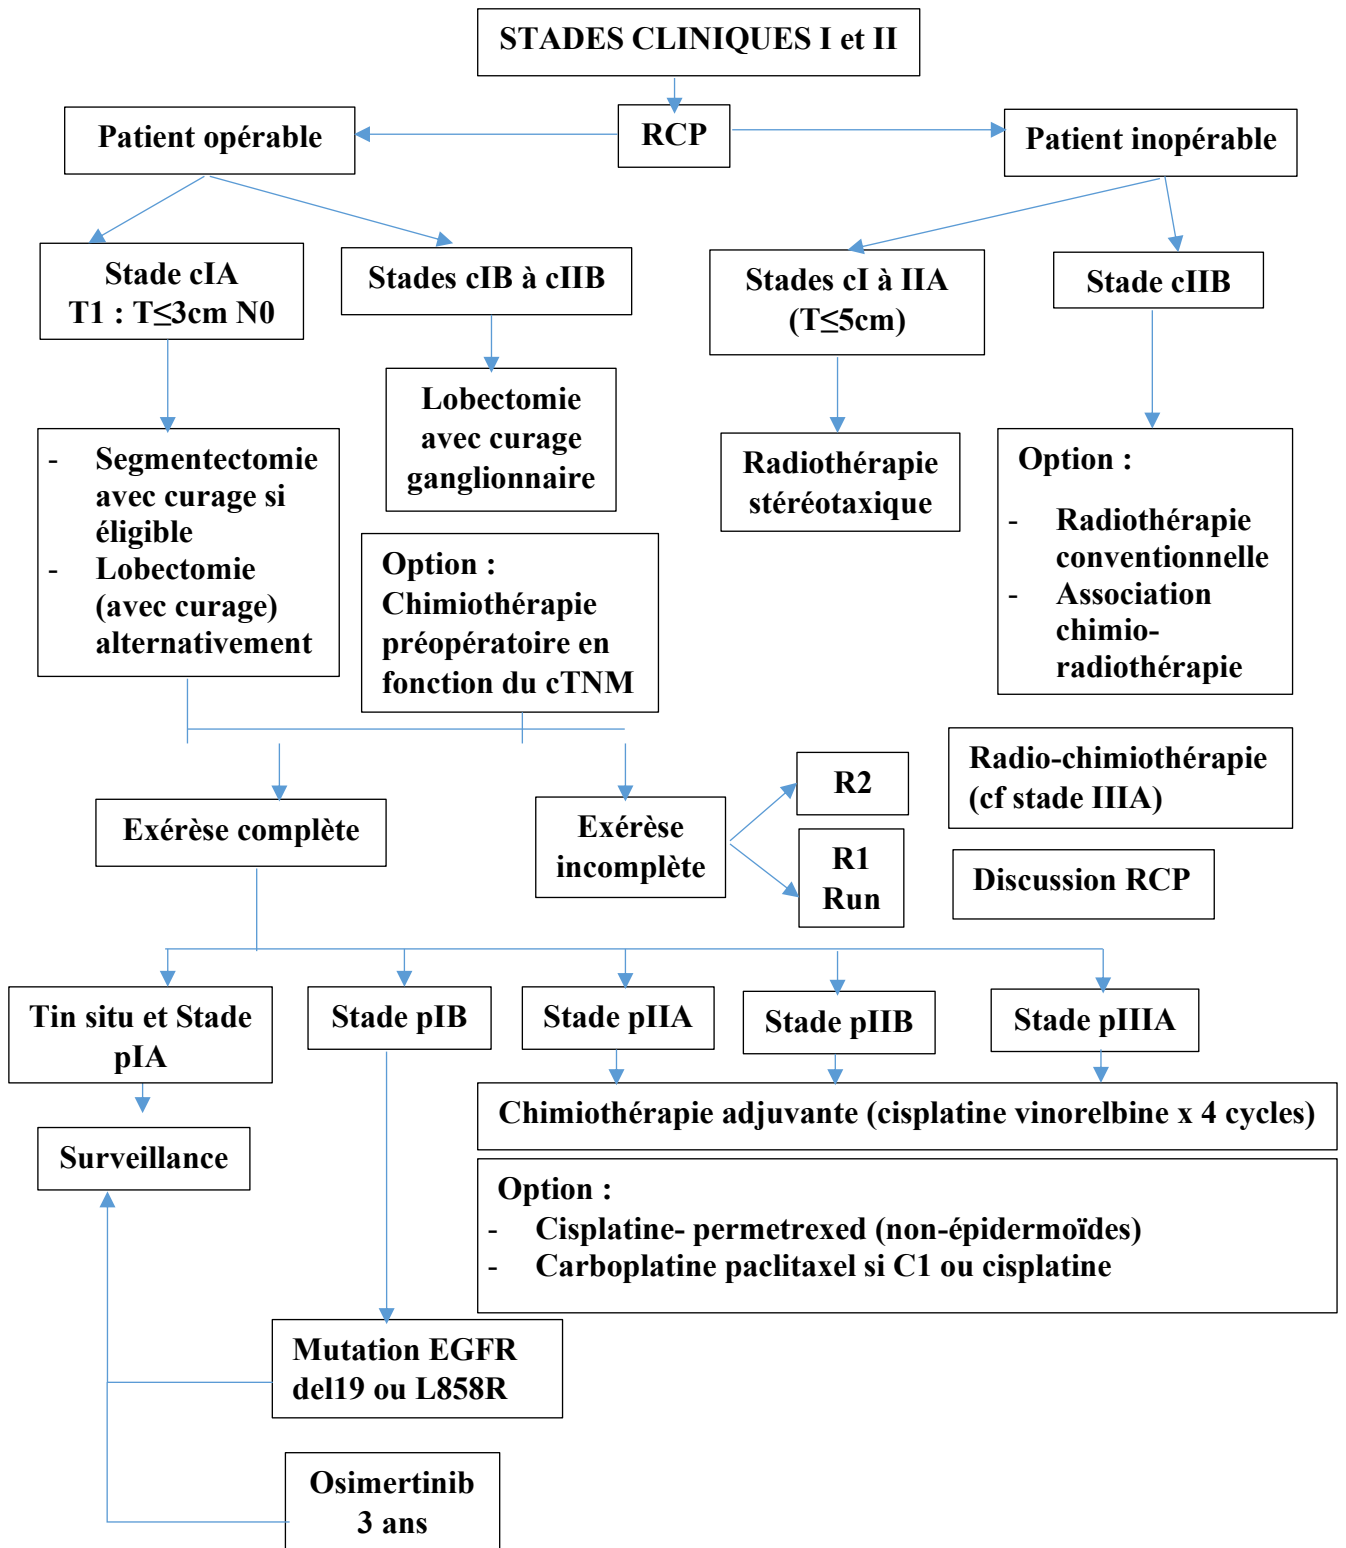 STADES CLINIQUES I et II
RCP
Patient opérable
Patient inopérable
Stade cIA
T1 : T≤3cm N0
Stades cIB à cIIB
Stades cI à IIA
(T≤5cm)
Stade cIIB
- Segmentectomie
avec curage si
éligible
- Lobectomie
(avec curage)
alternativement
Lobectomie
avec curage
ganglionnaire
Radiothérapie
stéréotaxique
Option :
- Radiothérapie
conventionnelle
- Association
chimio-
radiothérapie
Option :
Chimiothérapie
préopératoire en
fonction du cTNM
Exérèse complète
Exérèse
incomplète
R2
R1
Run
Radio-chimiothérapie
(cf stade IIIA)
Discussion RCP
Tin situ et Stade
pIA
Stade pIB
Stade pIIA
Stade pIIB
Stade pIIIA
Surveillance
Chimiothérapie adjuvante (cisplatine vinorelbine x 4 cycles)
Option :
- Cisplatine- permetrexed (non-épidermoïdes)
- Carboplatine paclitaxel si C1 ou cisplatine
Mutation EGFR
del19 ou L858R
Osimertinib
3 ans